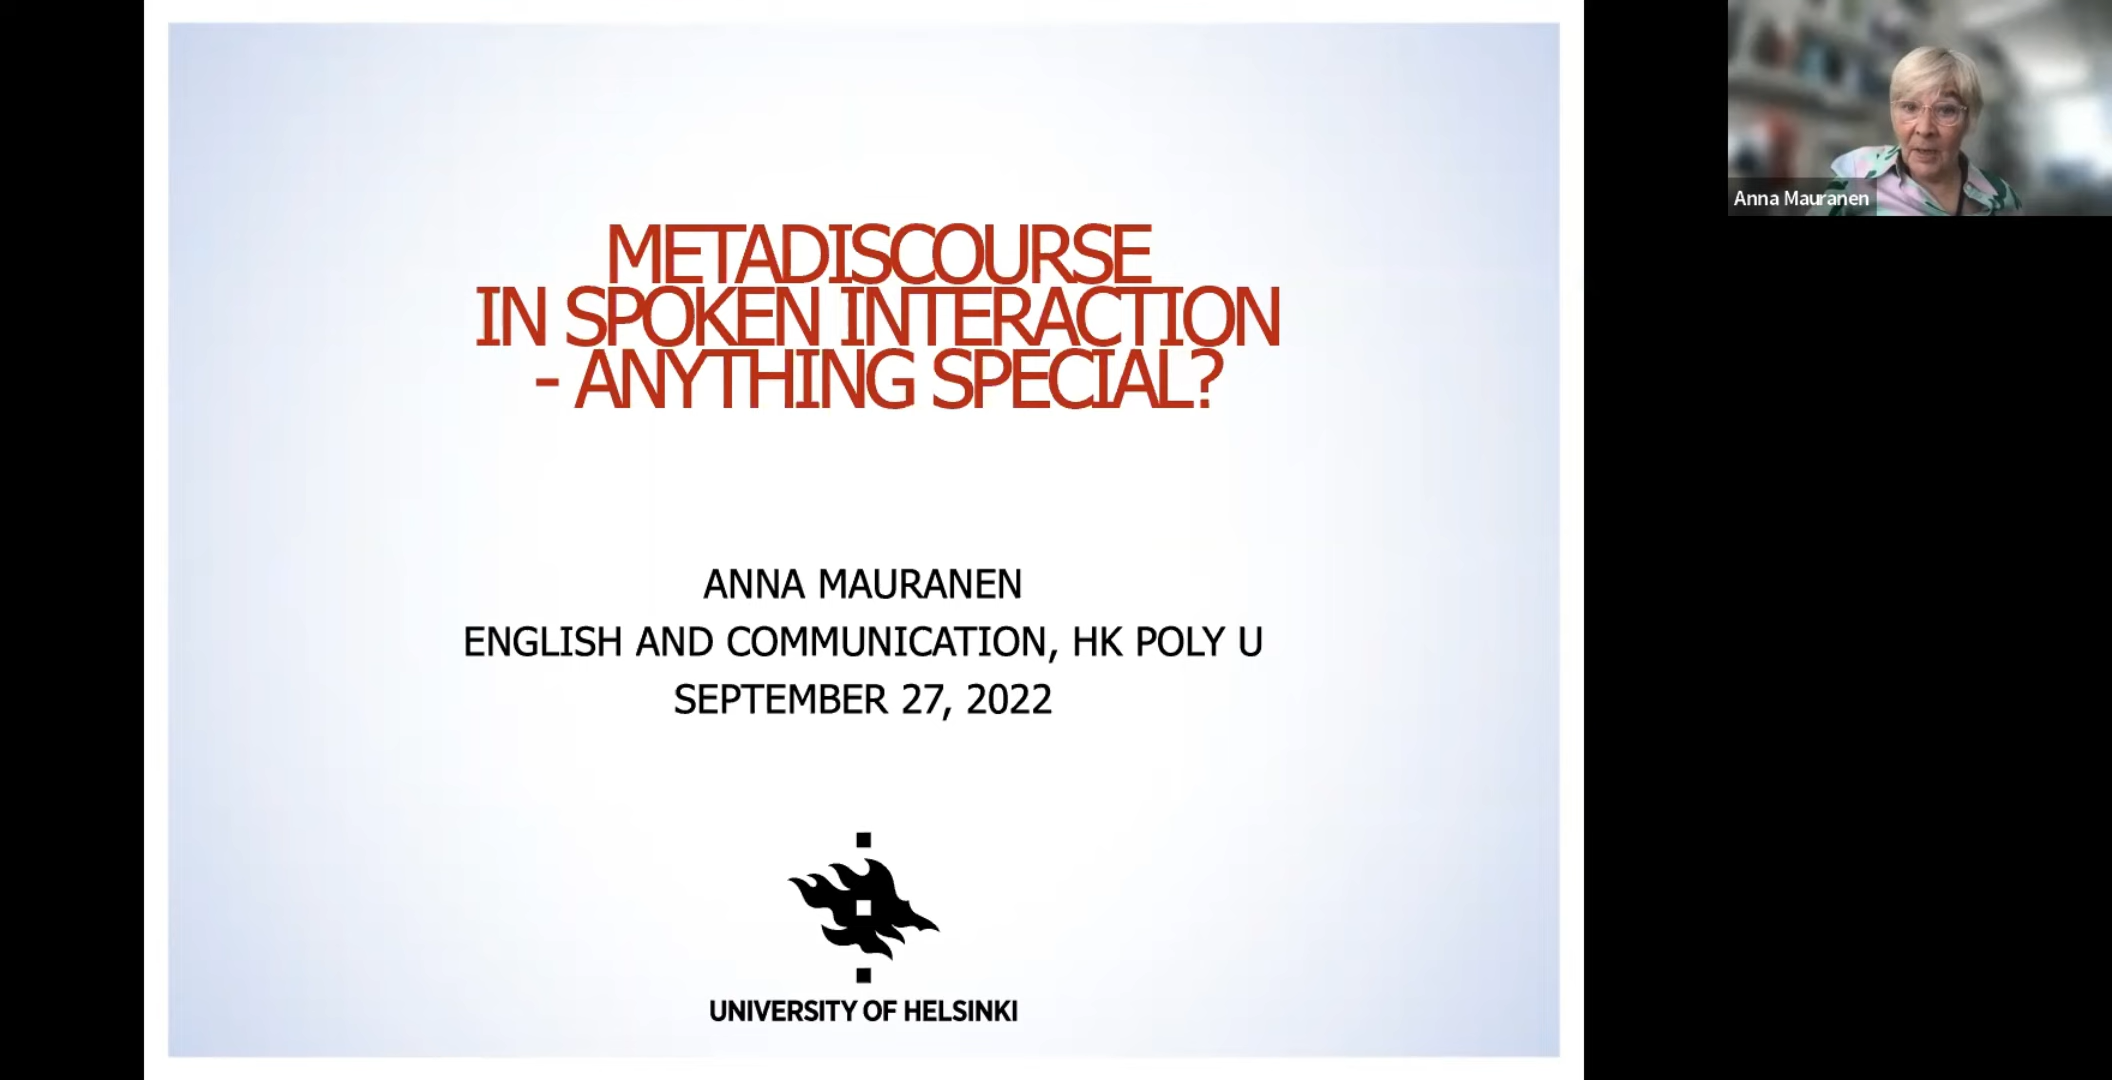 METADISCOURSE
IN SPOKEN INTERACTION
- ANYTHING SPECIAL?
ANNA MAURANEN
ENGLISH AND COMMUNICATION, HK POLY U
SEPTEMBER 27, 2022
UNIVERSITY OF HELSINKI
Anna Mauranen